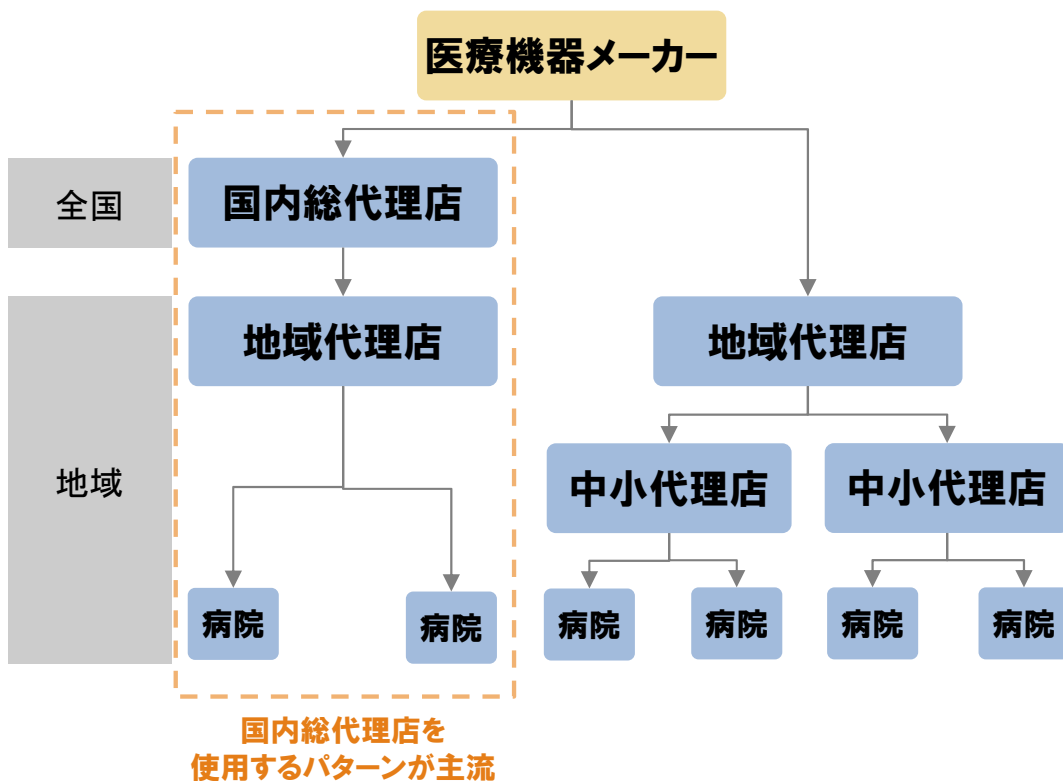 医療機器メーカー
全国
国内総代理店
地域
地域代理店
地域代理店
中小代理店
中小代理店
病院
病院
病院
病院
病院
病院
国内総代理店を
使用するパターンが主流